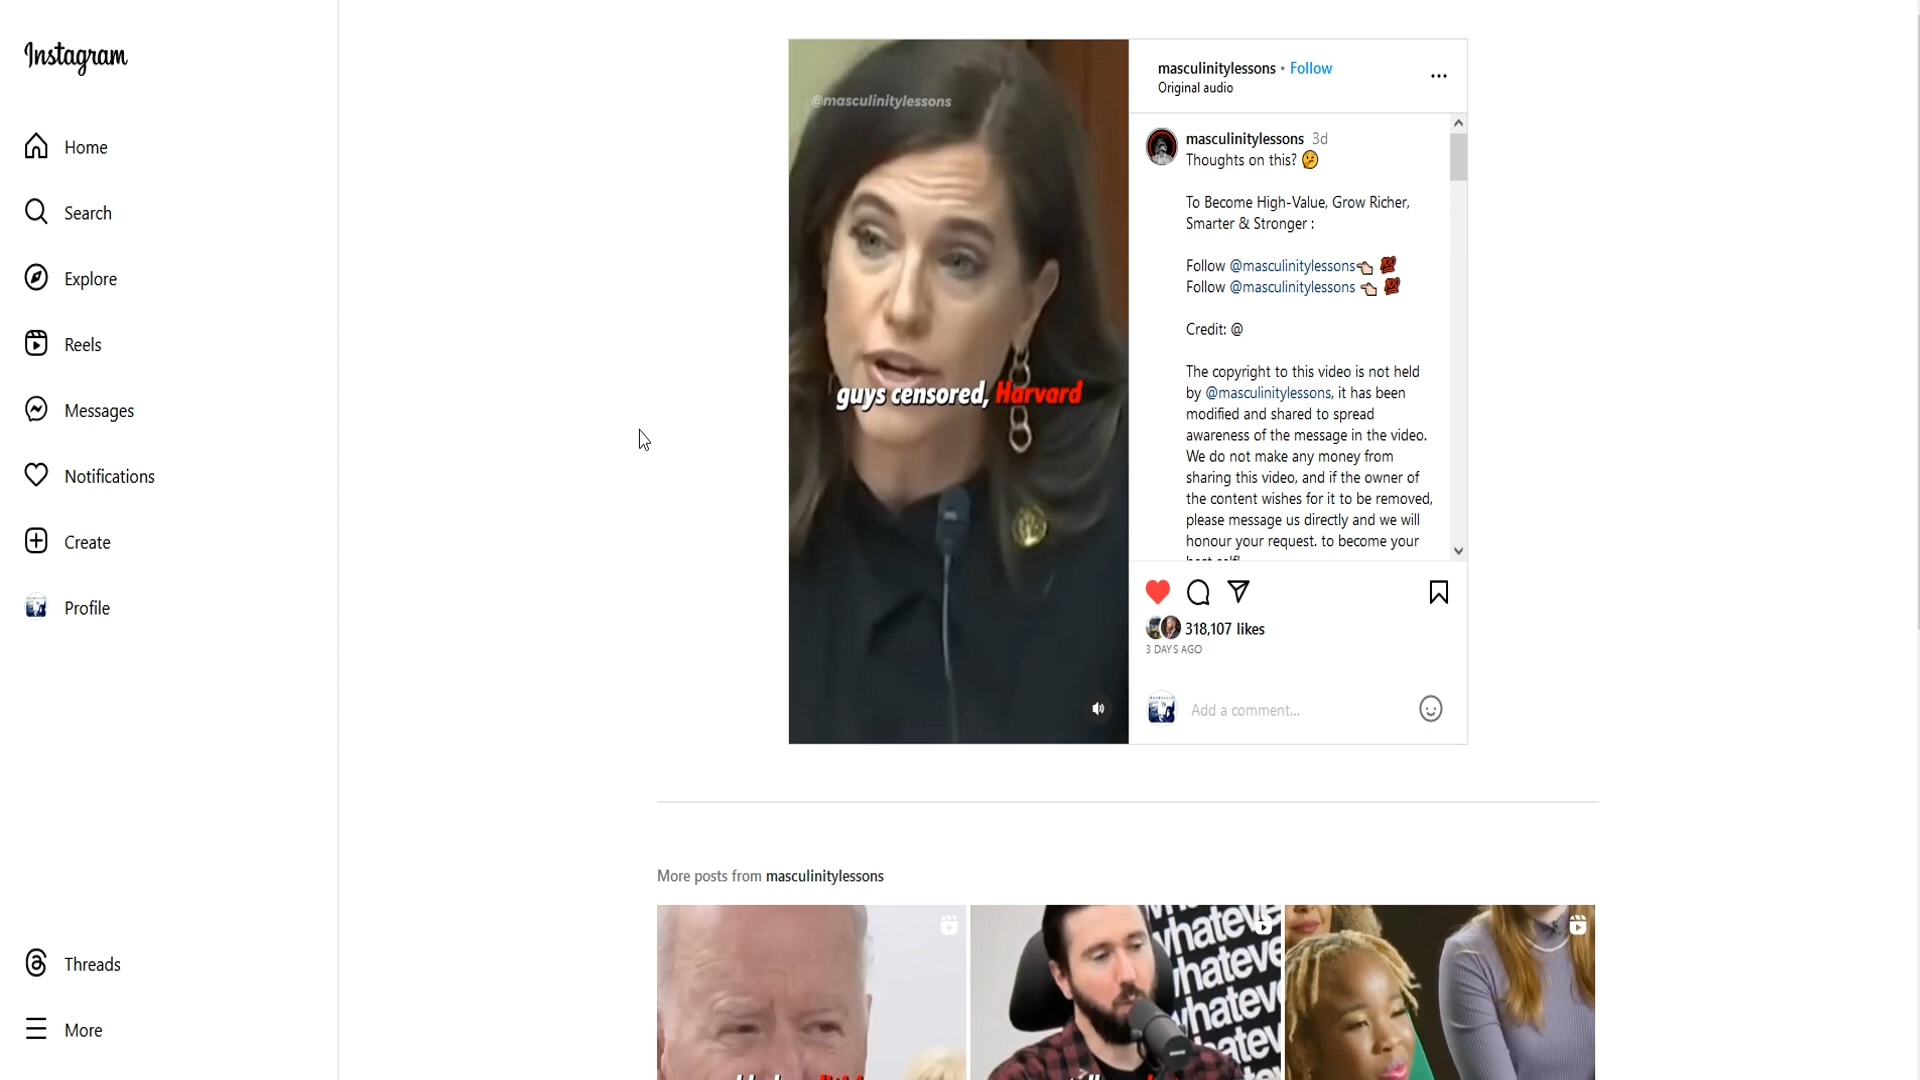 Instagram
Home
Search
Explore
Reels
Messages
Notifications
Create
Profile
Threads
More
@masculinitylessons
guys censored, Harvard
masculinitylessons • Follow
Original audio
masculinitylessons 3d
Thoughts on this? 🤔
To Become High-Value, Grow Richer,
Smarter & Stronger :
Follow @masculinitylessons👈🏻 💯
Follow @masculinitylessons 👈🏻 💯
Credit: @
The copyright to this video is not held
by @masculinitylessons, it has been
modified and shared to spread
awareness of the message in the video.
We do not make any money from
sharing this video, and if the owner of
the content wishes for it to be removed,
please message us directly and we will
honour your request. to become your
318,107 likes
3 DAYS AGO
Add a comment...
More posts from masculinitylessons
whatever
whatever
whatever
whatever